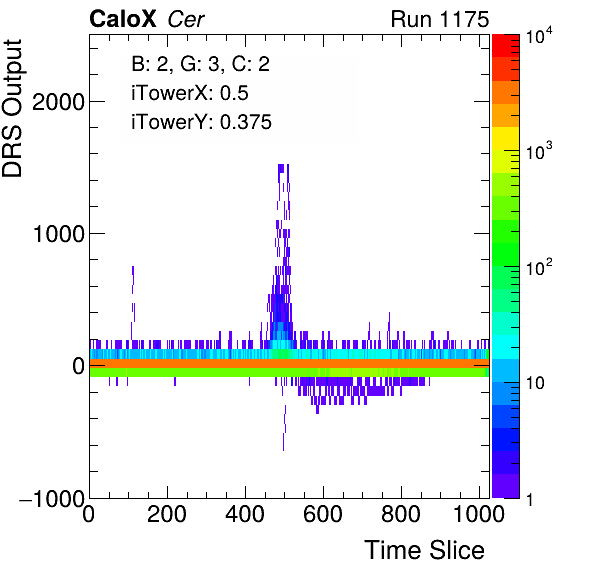 CaloX Cer Run 1175
B: 2, G: 3, C: 2
iTowerX: 0.5
iTowerY: 0.375
DRS Output
2000
1000
0
−1000
0 200 400 600 800 1000
Time Slice
10^4
10^3
10^2
10
1